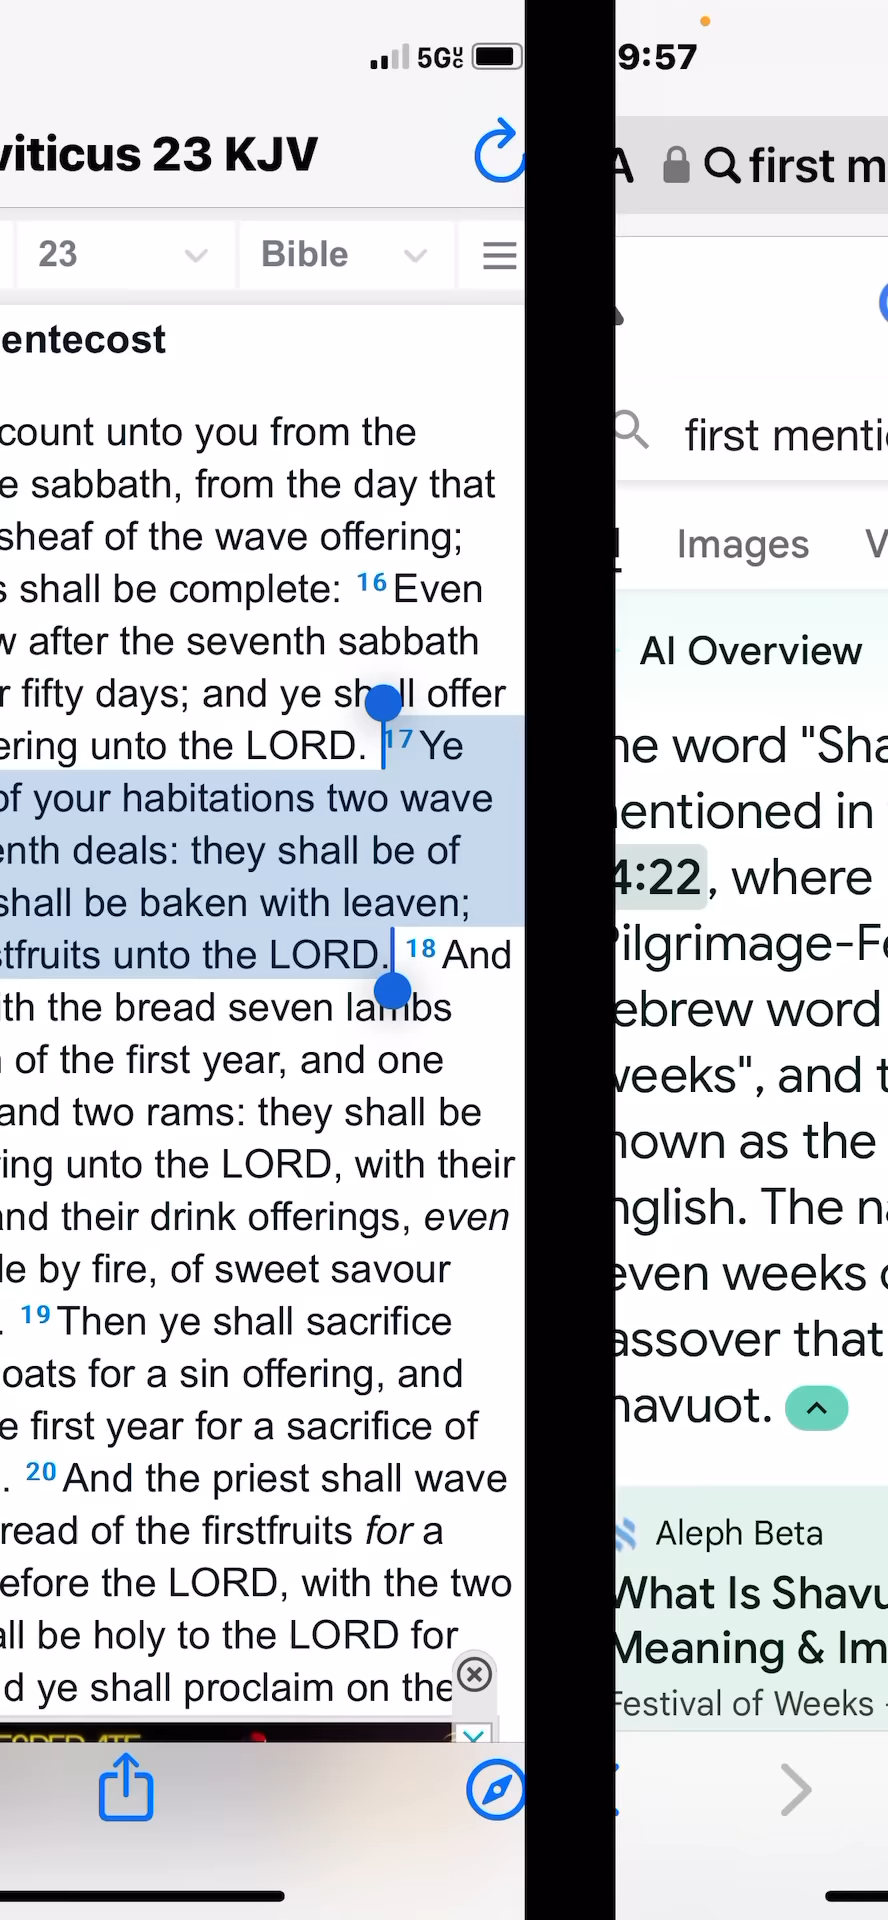 5G
viticus 23 KJV
23
Bible
entecost
count unto you from the
e sabbath, from the day that
sheaf of the wave offering;
s shall be complete: 16 Even
w after the seventh sabbath
r fifty days; and ye shall offer
ering unto the LORD. 17 Ye
of your habitations two wave
enth deals: they shall be of
shall be baken with leaven;
stfruits unto the LORD. 18 And
ith the bread seven lambs
of the first year, and one
and two rams: they shall be
ring unto the LORD, with their
and their drink offerings, even
de by fire, of sweet savour
. 19 Then ye shall sacrifice
oats for a sin offering, and
e first year for a sacrifice of
. 20 And the priest shall wave
read of the firstfruits for a
efore the LORD, with the two
all be holy to the LORD for
d ye shall proclaim on the
9:57
A first m
first menti
Images V
AI Overview
he word "Sha
entioned in
4:22, where
Pilgrimage-Fe
ebrew word
weeks", and t
nown as the
nglish. The na
even weeks o
assover that
havuot.
Aleph Beta
What Is Shavu
Meaning & Im
Festival of Weeks ·